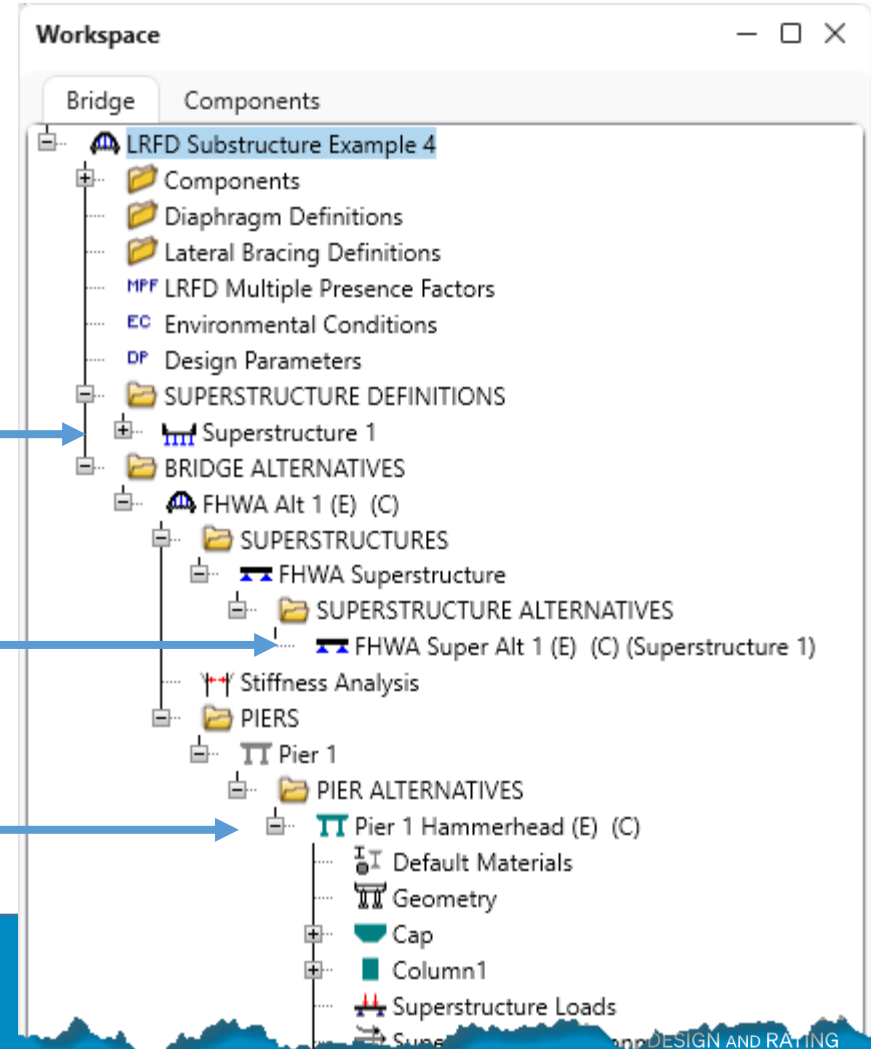 Workspace
Bridge Components
LRFD Substructure Example 4
Components
Diaphragm Definitions
Lateral Bracing Definitions
MPF LRFD Multiple Presence Factors
EC Environmental Conditions
DP Design Parameters
SUPERSTRUCTURE DEFINITIONS
Superstructure 1
BRIDGE ALTERNATIVES
FHWA Alt 1 (E) (C)
SUPERSTRUCTURES
FHWA Superstructure
SUPERSTRUCTURE ALTERNATIVES
FHWA Super Alt 1 (E) (C) (Superstructure 1)
Stiffness Analysis
PIERS
Pier 1
PIER ALTERNATIVES
Pier 1 Hammerhead (E) (C)
Default Materials
Geometry
Cap
Column1
Superstructure Loads
DESIGN AND RATING